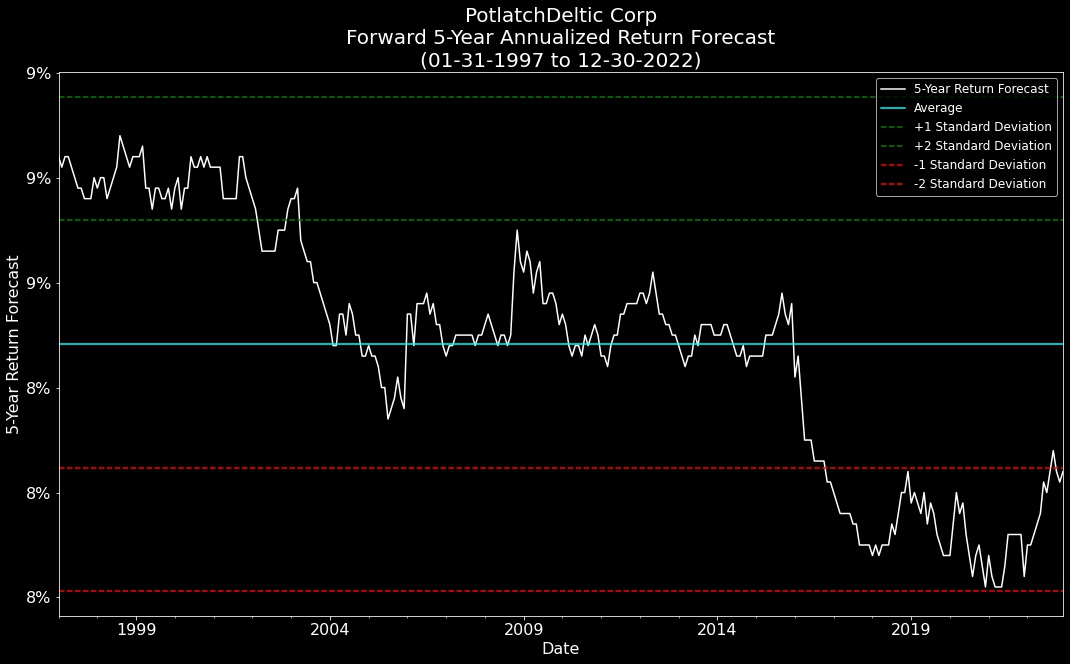 PotlatchDeltic Corp
Forward 5-Year Annualized Return Forecast
(01-31-1997 to 12-30-2022)
5-Year Return Forecast
Average
+1 Standard Deviation
+2 Standard Deviation
-1 Standard Deviation
-2 Standard Deviation
5-Year Return Forecast
9%
9%
9%
8%
8%
8%
1999
2004
2009
2014
2019
Date